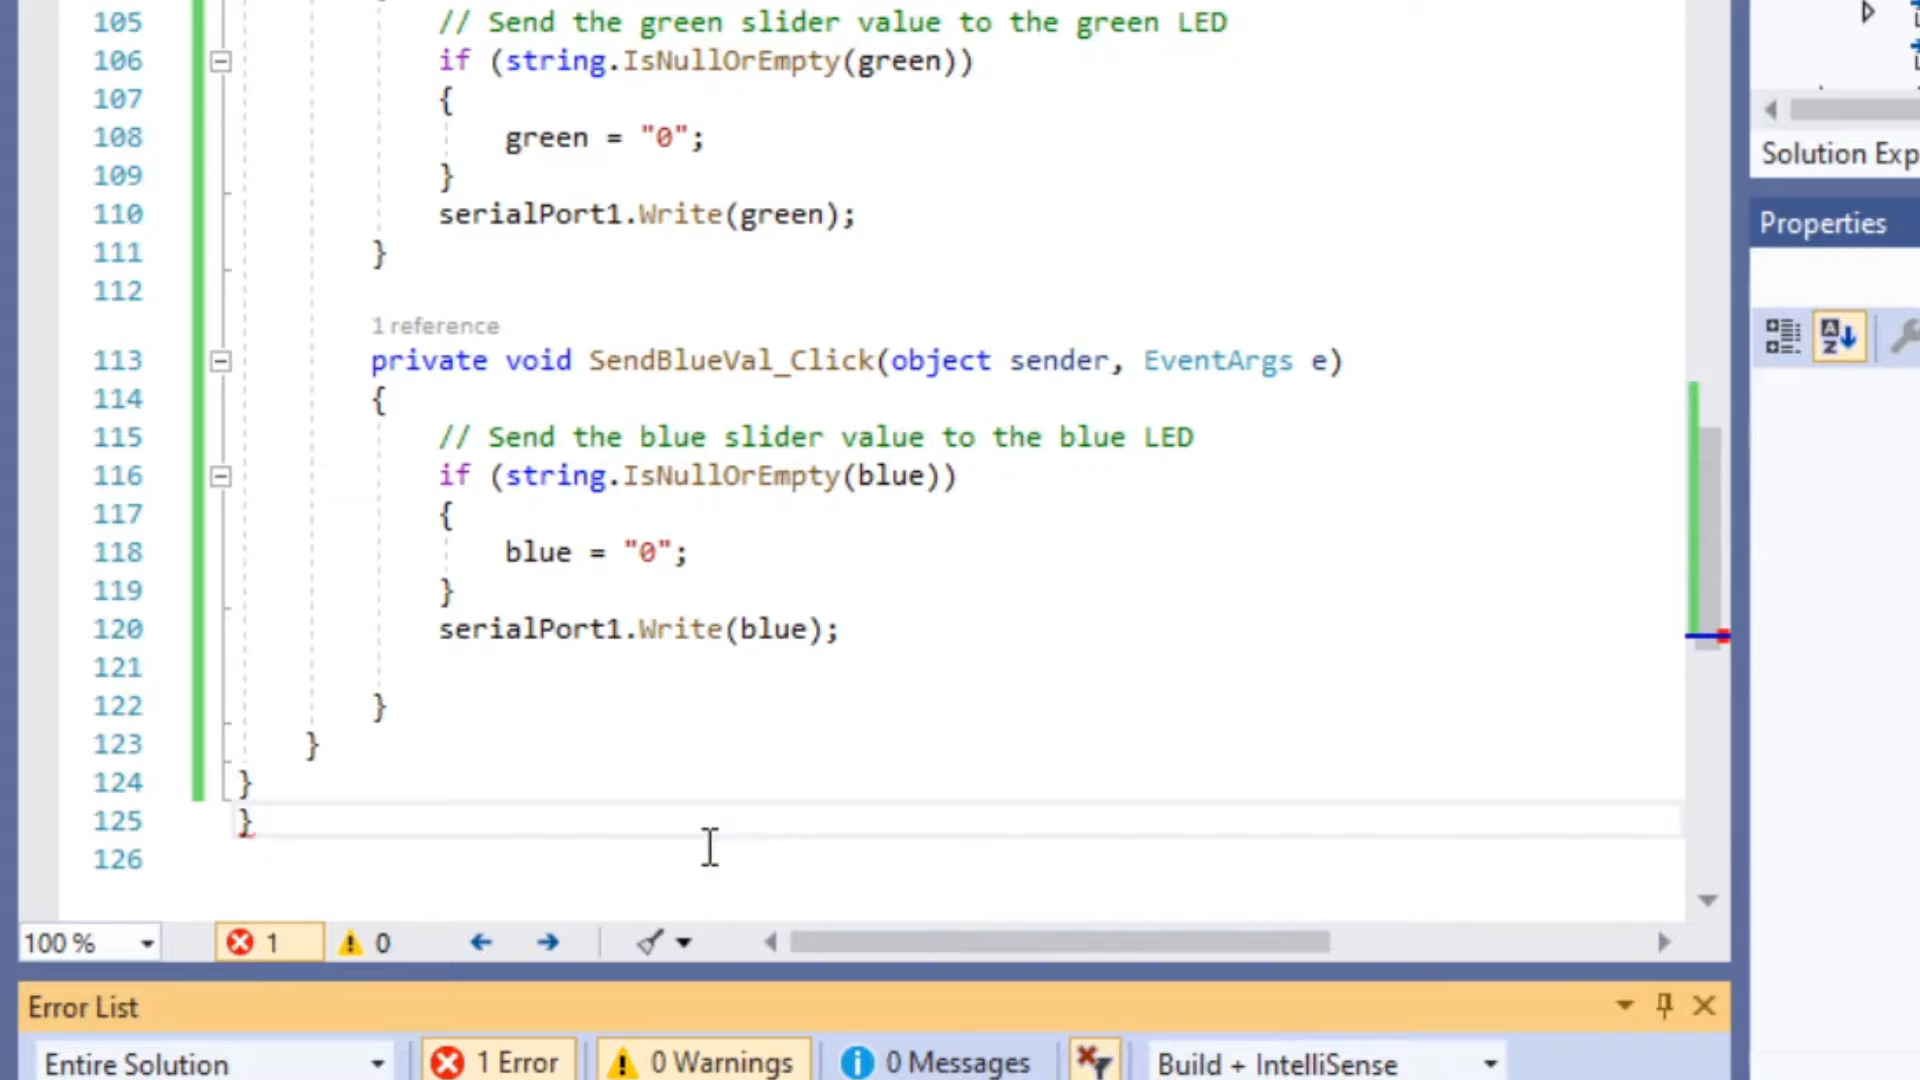 105 // Send the green slider value to the green LED
106 if (string.IsNullOrEmpty(green))
107 {
108 green = "0";
109 }
110 serialPort1.Write(green);
111 }
112
1 reference
113 private void SendBlueVal_Click(object sender, EventArgs e)
114 {
115 // Send the blue slider value to the blue LED
116 if (string.IsNullOrEmpty(blue))
117 {
118 blue = "0";
119 }
120 serialPort1.Write(blue);
121
122 }
123 }
124 }
125 }
126
100 % 1 0
Error List
Entire Solution 1 Error 0 Warnings 0 Messages Build + IntelliSense
Solution Exp
Properties